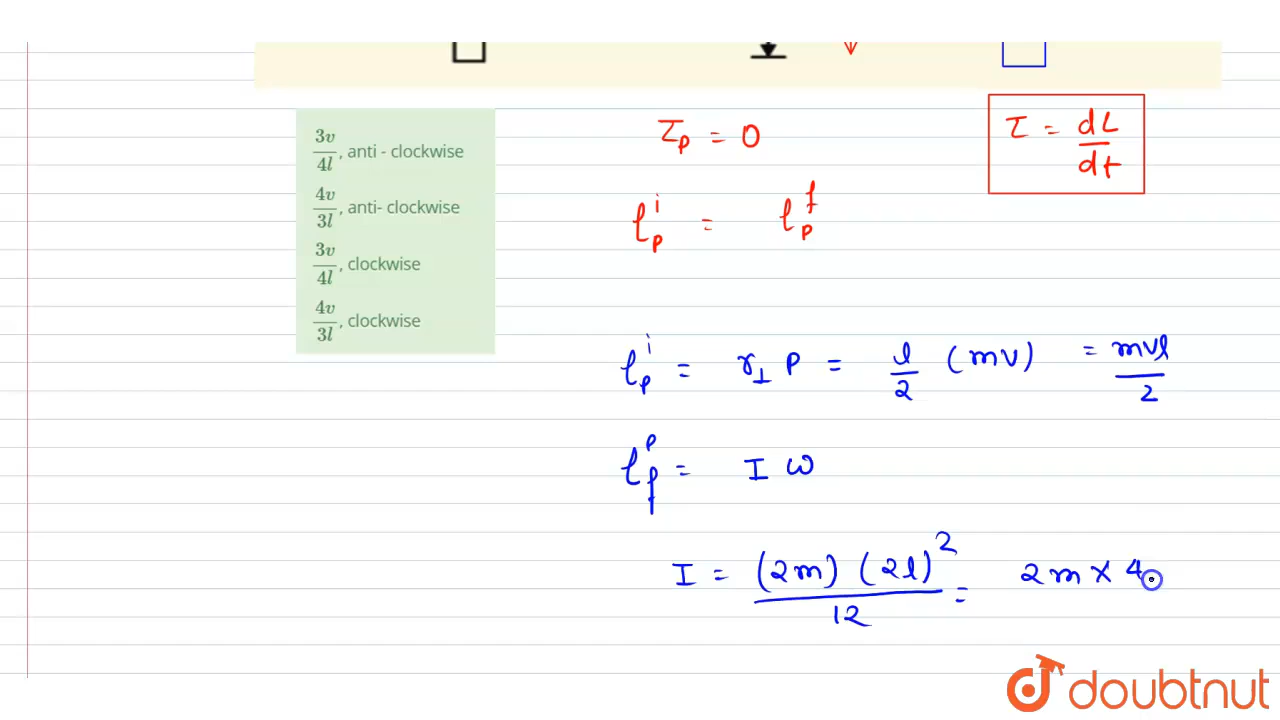 3v/4l, anti - clockwise
4v/3l, anti- clockwise
3v/4l, clockwise
4v/3l, clockwise
τ_p = 0
τ = dL/dt
l_p^i = l_p^f
l_p^i = r_⊥ p = l/2 (mv) = mvl/2
l_f^p = I ω
I = (2m) (2l)^2/12 = 2m × 4
doubtnut